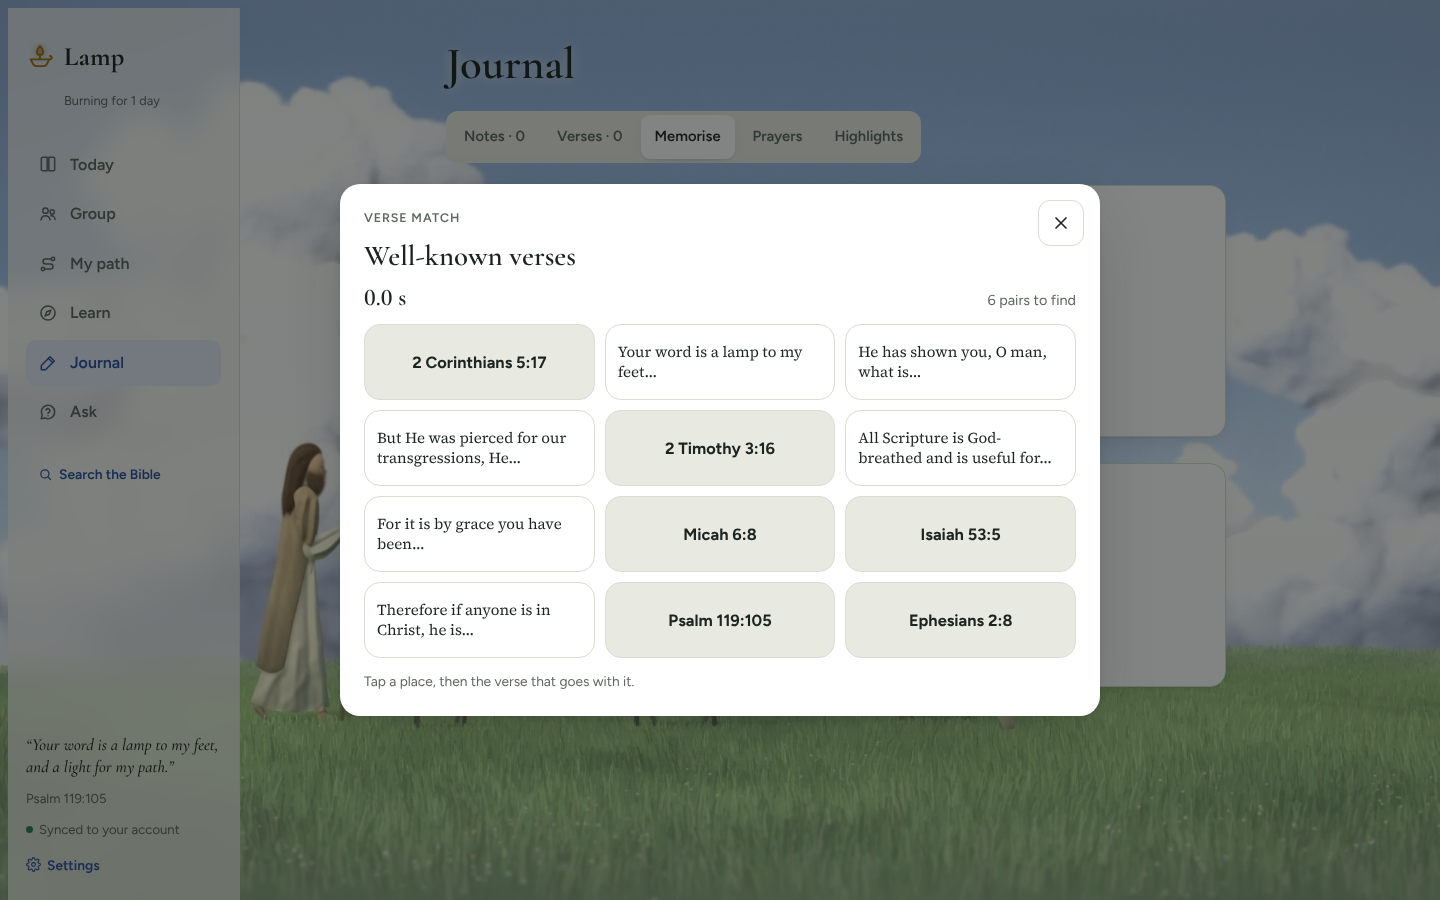 Lamp
Burning for 1 day
Today
Group
My path
Learn
Journal
Ask
Search the Bible
“Your word is a lamp to my feet,
and a light for my path.”
Psalm 119:105
Synced to your account
Settings
Journal
Notes · 0
Verses · 0
Memorise
Prayers
Highlights
VERSE MATCH
Well-known verses
0.0 s
6 pairs to find
2 Corinthians 5:17
Your word is a lamp to my
feet...
He has shown you, O man,
what is...
But He was pierced for our
transgressions, He...
2 Timothy 3:16
All Scripture is God-
breathed and is useful for...
For it is by grace you have
been...
Micah 6:8
Isaiah 53:5
Therefore if anyone is in
Christ, he is...
Psalm 119:105
Ephesians 2:8
Tap a place, then the verse that goes with it.